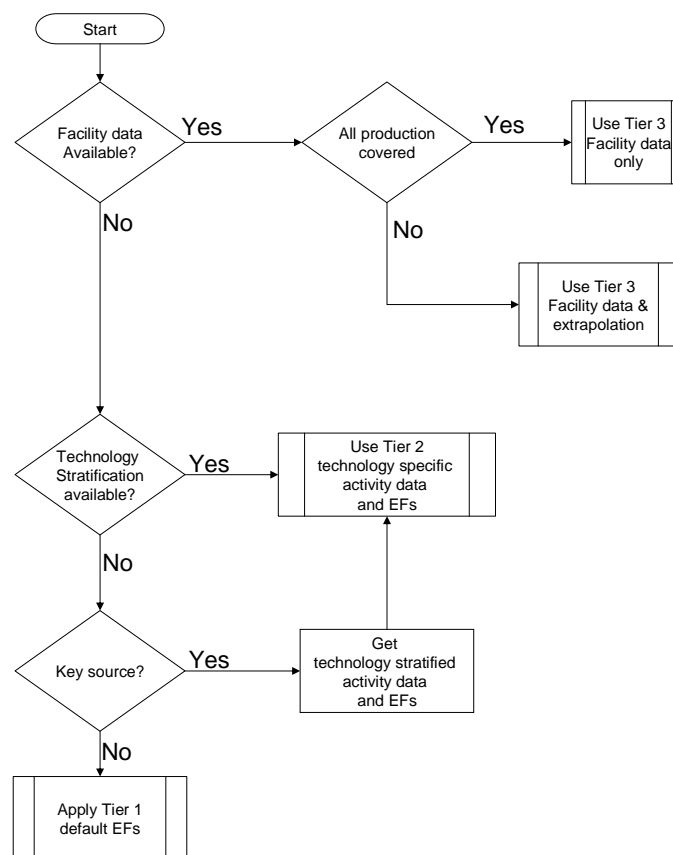 Start
Facility data
Available?
Yes
All production
covered
Yes
Use Tier 3
Facility data
only
No
No
Use Tier 3
Facility data &
extrapolation
Technology
Stratification
available?
Yes
Use Tier 2
technology specific
activity data
and EFs
No
Key source?
Yes
Get
technology stratified
activity data
and EFs
No
Apply Tier 1
default EFs